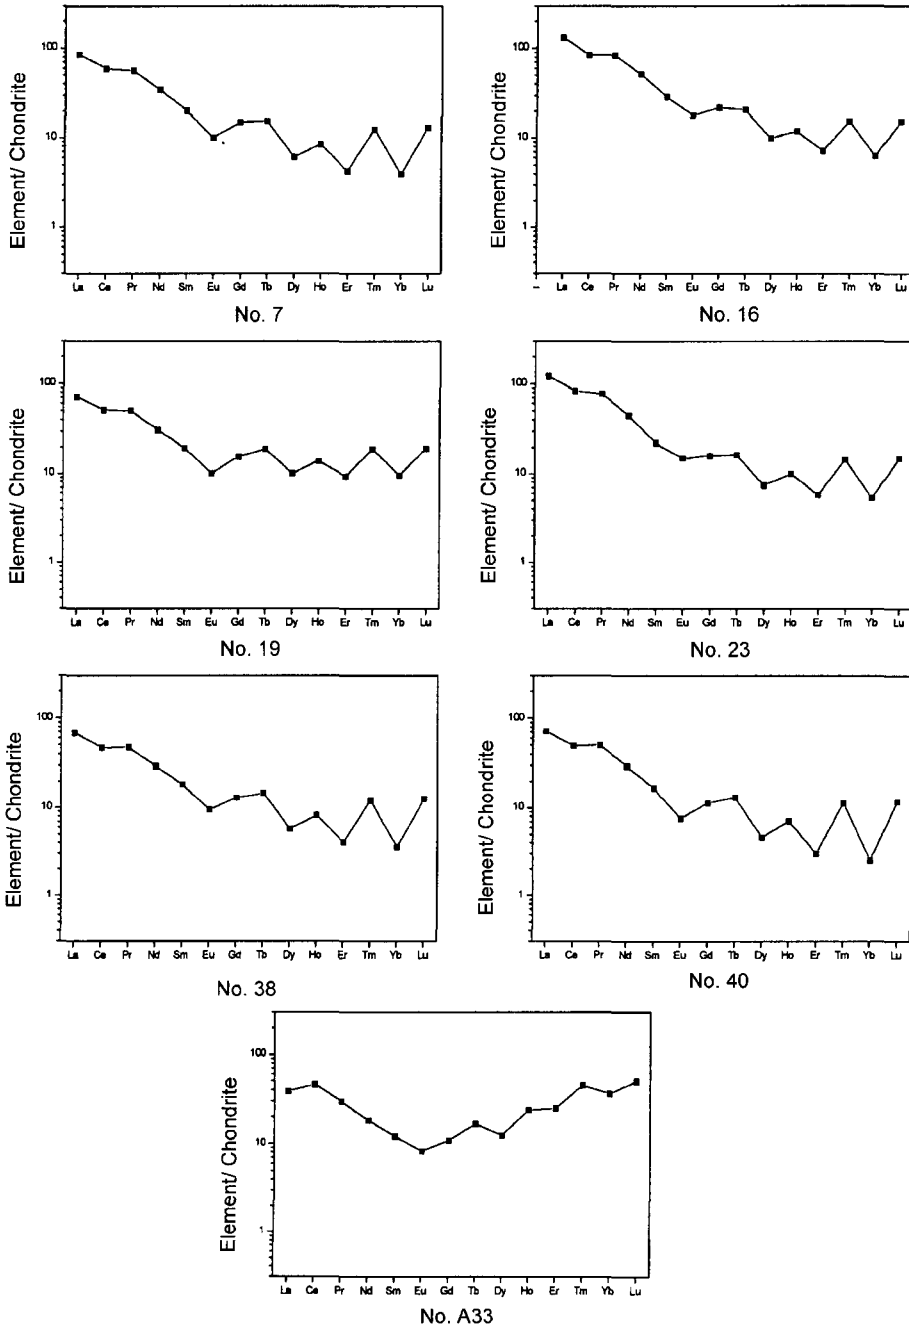 Element/ Chondrite
100
10
1
La Ce Pr Nd Sm Eu Gd Tb Dy Ho Er Tm Yb Lu
No. 7
Element/ Chondrite
100
10
1
La Ce Pr Nd Sm Eu Gd Tb Dy Ho Er Tm Yb Lu
No. 16
Element/ Chondrite
100
10
1
La Ce Pr Nd Sm Eu Gd Tb Dy Ho Er Tm Yb Lu
No. 19
Element/ Chondrite
100
10
1
La Ce Pr Nd Sm Eu Gd Tb Dy Ho Er Tm Yb Lu
No. 23
Element/ Chondrite
100
10
1
La Ce Pr Nd Sm Eu Gd Tb Dy Ho Er Tm Yb Lu
No. 38
Element/ Chondrite
100
10
1
La Ce Pr Nd Sm Eu Gd Tb Dy Ho Er Tm Yb Lu
No. 40
Element/ Chondrite
100
10
1
La Ce Pr Nd Sm Eu Gd Tb Dy Ho Er Tm Yb Lu
No. A33